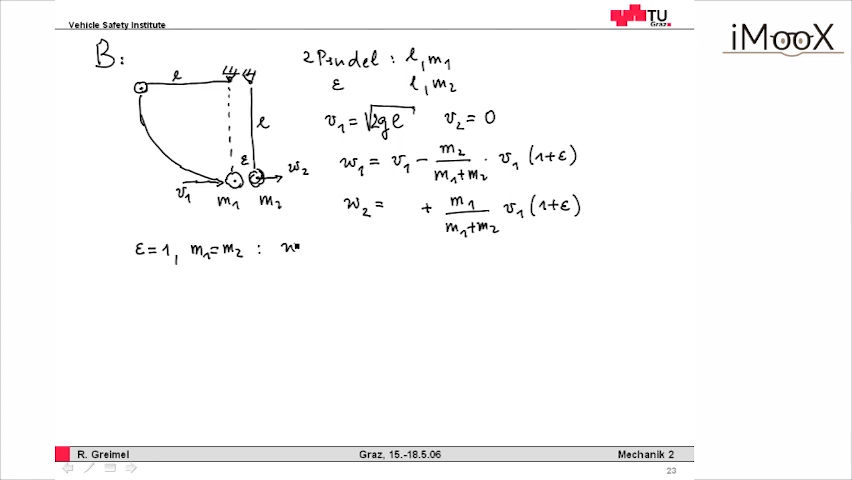 Vehicle Safety Institute
TU
Graz
iMooX
B:
2 Pendel: l, m₁
ε l, m₂
l
l
ε
v₁ m₁ m₂ w₂
v₁ = √2gl v₂ = 0
w₁ = v₁ - m₂/(m₁+m₂) · v₁ (1+ε)
w₂ = + m₁/(m₁+m₂) v₁ (1+ε)
ε = 1, m₁ = m₂ :
R. Greimel Graz, 15.-18.5.06 Mechanik 2
23